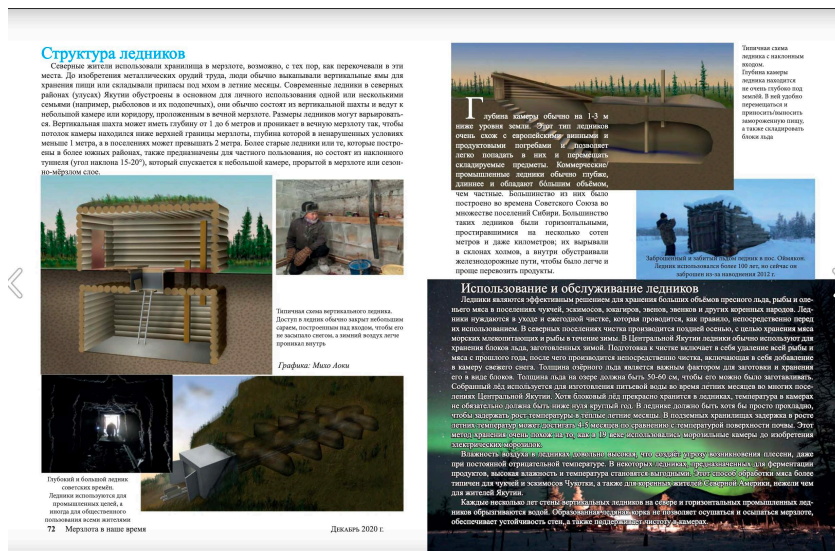 Структура ледников
Северные жители использовали хранилища в мерзлоте, возможно, с тех пор, как перекочевали в эти
места. До изобретения металлических орудий труда, люди обычно выкапывали вертикальные ямы для
хранения пищи или складывали припасы под мхом в летние месяцы. Современные ледники в северных
районах (улусах) Якутии обустроены в основном для личного использования одной или несколькими
семьями (например, рыболовов и их подопечных), они обычно состоят из вертикальной шахты и ведут к
небольшой камере или коридору, проложенным в вечной мерзлоте. Размеры ледников могут варьировать-
ся. Вертикальная шахта может иметь глубину от 1 до 6 метров и проникает в вечную мерзлоту так, чтобы
потолок камеры находился ниже верхней границы мерзлоты, глубина которой в ненарушенных условиях
меньше 1 метра, а в поселениях может превышать 2 метра. Более старые ледники или те, которые постро-
ены в более южных районах, также предназначены для частного пользования, но состоят из наклонного
туннеля (угол наклона 15-20°), который спускается к небольшой камере, прорытой в мерзлоте или сезон-
но-мёрзлом слое.
Типичная схема вертикального ледника.
Доступ в ледник обычно закрыт небольшим
сараем, построенным над входом, чтобы его
не засыпало снегом, а зимний воздух легче
проникал внутрь
Графика: Михо Аоки
Глубокий и большой ледник
советских времён.
Ледники используются для
промышленных целей, а
иногда для общественного
пользования всеми жителями
72 Мерзлота в наше время
Декабрь 2020 г.
Типичная схема
ледника с наклонным
входом.
Глубина камеры
ледника находится
не очень глубоко под
землёй. В ней удобно
перемещаться и
приносить/выносить
замороженную пищу,
а также складировать
блоки льда
Глубина камеры обычно на 1-3 м
ниже уровня земли. Этот тип ледников
очень схож с европейскими винными и
продуктовыми погребами и позволяет
легко попадать в них и перемещать
складируемые предметы. Коммерческие/
промышленные ледники обычно глубже,
длиннее и обладают бо́льшим объёмом,
чем частные. Большинство из них было
построено во времена Советского Союза во
множестве поселений Сибири. Большинство
таких ледников были горизонтальными,
простиравшимися на несколько сотен
метров и даже километров; их вырывали
в склонах холмов, а внутри обустраивали
железнодорожные пути, чтобы было легче и
проще перевозить продукты.
Заброшенный и забитый льдом ледник в пос. Оймякон.
Ледник использовался более 100 лет, но сейчас он
заброшен из-за наводнения 2012 г.
Использование и обслуживание ледников
Ледники являются эффективным решением для хранения больших объёмов пресного льда, рыбы и оле-
ньего мяса в поселениях чукчей, эскимосов, юкагиров, эвенов, эвенков и других коренных народов. Лед-
ники нуждаются в уходе и ежегодной чистке, которая проводится, как правило, непосредственно перед
их использованием. В северных поселениях чистка производится поздней осенью, с целью хранения мяса
морских млекопитающих и рыбы в течение зимы. В Центральной Якутии ледники обычно используют для
хранения блоков льда, заготовленных зимой. Подготовка к чистке включает в себя удаление всей рыбы и
мяса с прошлого года, после чего производится непосредственно чистка, включающая в себя добавление
в камеру свежего снега. Толщина озёрного льда является важным фактором для заготовки и хранения
его в виде блоков. Толщина льда на озере должна быть 50-60 см, чтобы его можно было заготавливать.
Собранный лёд используется для изготовления питьевой воды во время летних месяцев во многих посе-
лениях Центральной Якутии. Хотя блоковый лёд прекрасно хранится в ледниках, температура в камерах
не обязательно должна быть ниже нуля круглый год. В леднике должно быть хотя бы просто прохладно,
чтобы задержать рост температуры в тёплые летние месяцы. В подземных хранилищах задержка в росте
летних температур может достигать 4-5 месяцев по сравнению с температурой поверхности почвы. Этот
метод хранения очень похож на то, как в 19 веке использовались морозильные камеры до изобретения
электрических морозилок.
Влажность воздуха в ледниках довольно высокая, что создаёт угрозу возникновения плесени, даже
при постоянной отрицательной температуре. В некоторых ледниках, предназначенных для ферментации
продуктов, высокая влажность и температура становятся выгодными. Этот способ обработки мяса более
типичен для чукчей и эскимосов Чукотки, а также для коренных жителей Северной Америки, нежели чем
для жителей Якутии.
Каждые несколько лет стены вертикальных ледников на севере и горизонтальных промышленных лед-
ников обрызгиваются водой. Образованная ледяная корка не позволяет осушаться и осыпаться мерзлоте,
обеспечивает устойчивость стен, а также поддерживает чистоту в камерах.